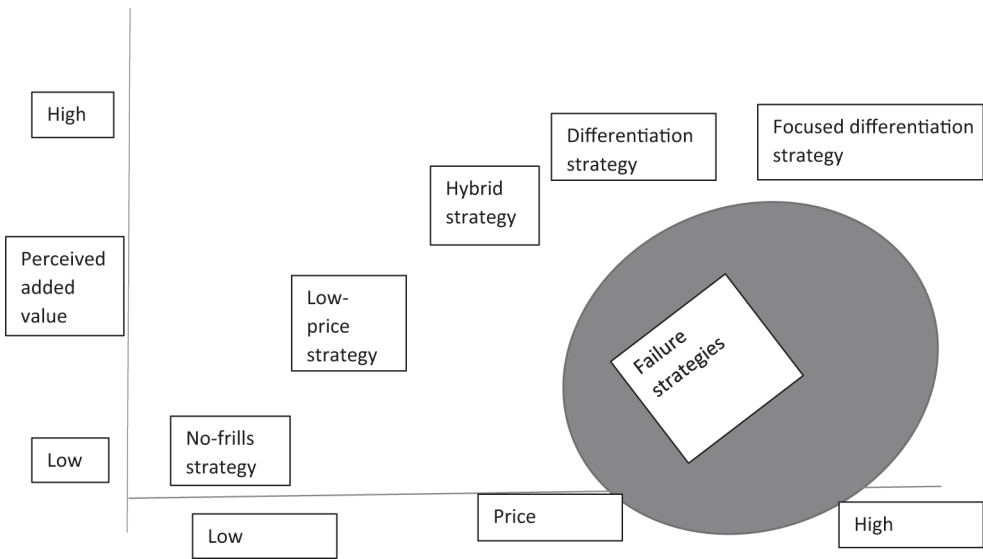 High
Differentiation
strategy
Focused differentiation
strategy
Hybrid
strategy
Perceived
added
value
Low-
price
strategy
Failure
strategies
No-frills
strategy
Low
Low
Price
High